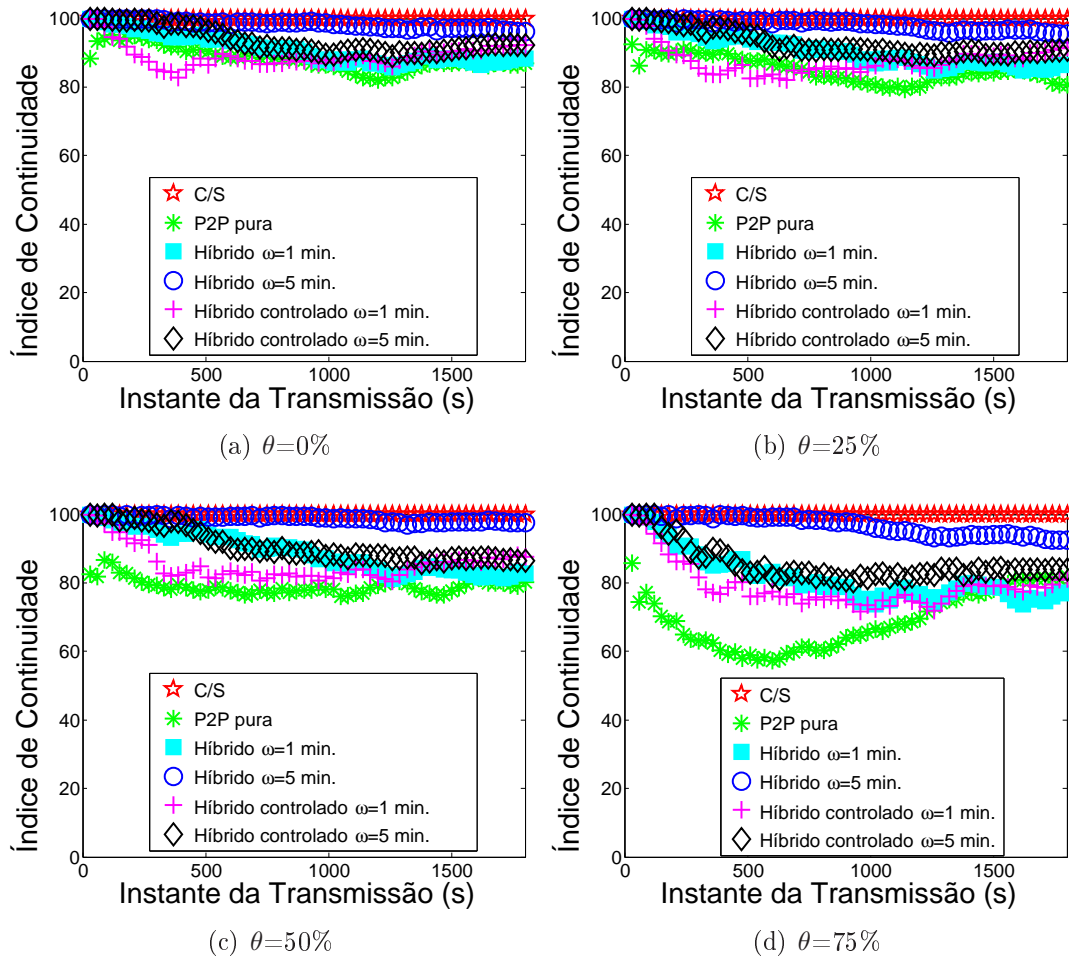 100
80
60
40
20
0
Índice de Continuidade
C/S
P2P pura
Híbrido ω=1 min.
Híbrido ω=5 min.
Híbrido controlado ω=1 min.
Híbrido controlado ω=5 min.
0 500 1000 1500
Instante da Transmissão (s)
(a) θ=0%
100
80
60
40
20
0
Índice de Continuidade
C/S
P2P pura
Híbrido ω=1 min.
Híbrido ω=5 min.
Híbrido controlado ω=1 min.
Híbrido controlado ω=5 min.
0 500 1000 1500
Instante da Transmissão (s)
(b) θ=25%
100
80
60
40
20
0
Índice de Continuidade
C/S
P2P pura
Híbrido ω=1 min.
Híbrido ω=5 min.
Híbrido controlado ω=1 min.
Híbrido controlado ω=5 min.
0 500 1000 1500
Instante da Transmissão (s)
(c) θ=50%
100
80
60
40
20
0
Índice de Continuidade
C/S
P2P pura
Híbrido ω=1 min.
Híbrido ω=5 min.
Híbrido controlado ω=1 min.
Híbrido controlado ω=5 min.
0 500 1000 1500
Instante da Transmissão (s)
(d) θ=75%